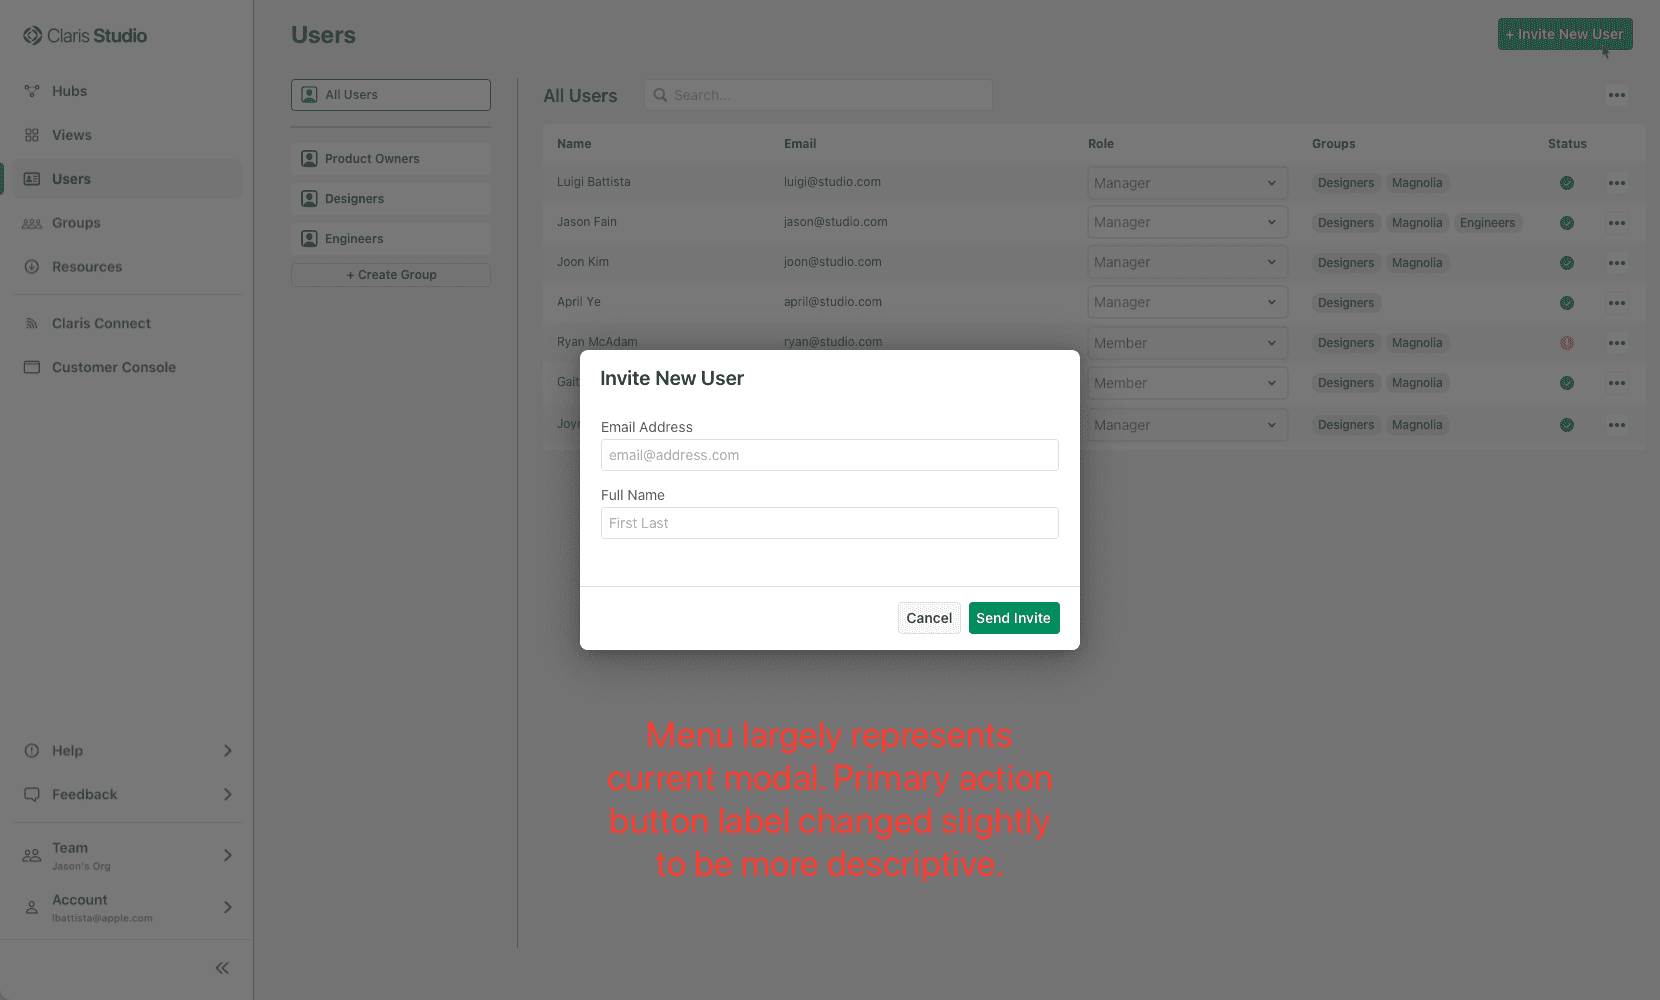 Claris Studio
Hubs
Views
Users
Groups
Resources
Claris Connect
Customer Console
Help
Feedback
Team
Jason's Org
Account
lbattista@apple.com
Users
+ Invite New User
All Users
Product Owners
Designers
Engineers
+ Create Group
All Users
Search...
Name Email Role Groups Status
Luigi Battista luigi@studio.com Manager Designers Magnolia
Jason Fain jason@studio.com Manager Designers Magnolia Engineers
Joon Kim joon@studio.com Manager Designers Magnolia
April Ye april@studio.com Manager Designers
Ryan McAdam ryan@studio.com Member Designers Magnolia
Member Designers Magnolia
Manager Designers Magnolia
Invite New User
Email Address
email@address.com
Full Name
First Last
Cancel Send Invite
Menu largely represents
current modal. Primary action
button label changed slightly
to be more descriptive.